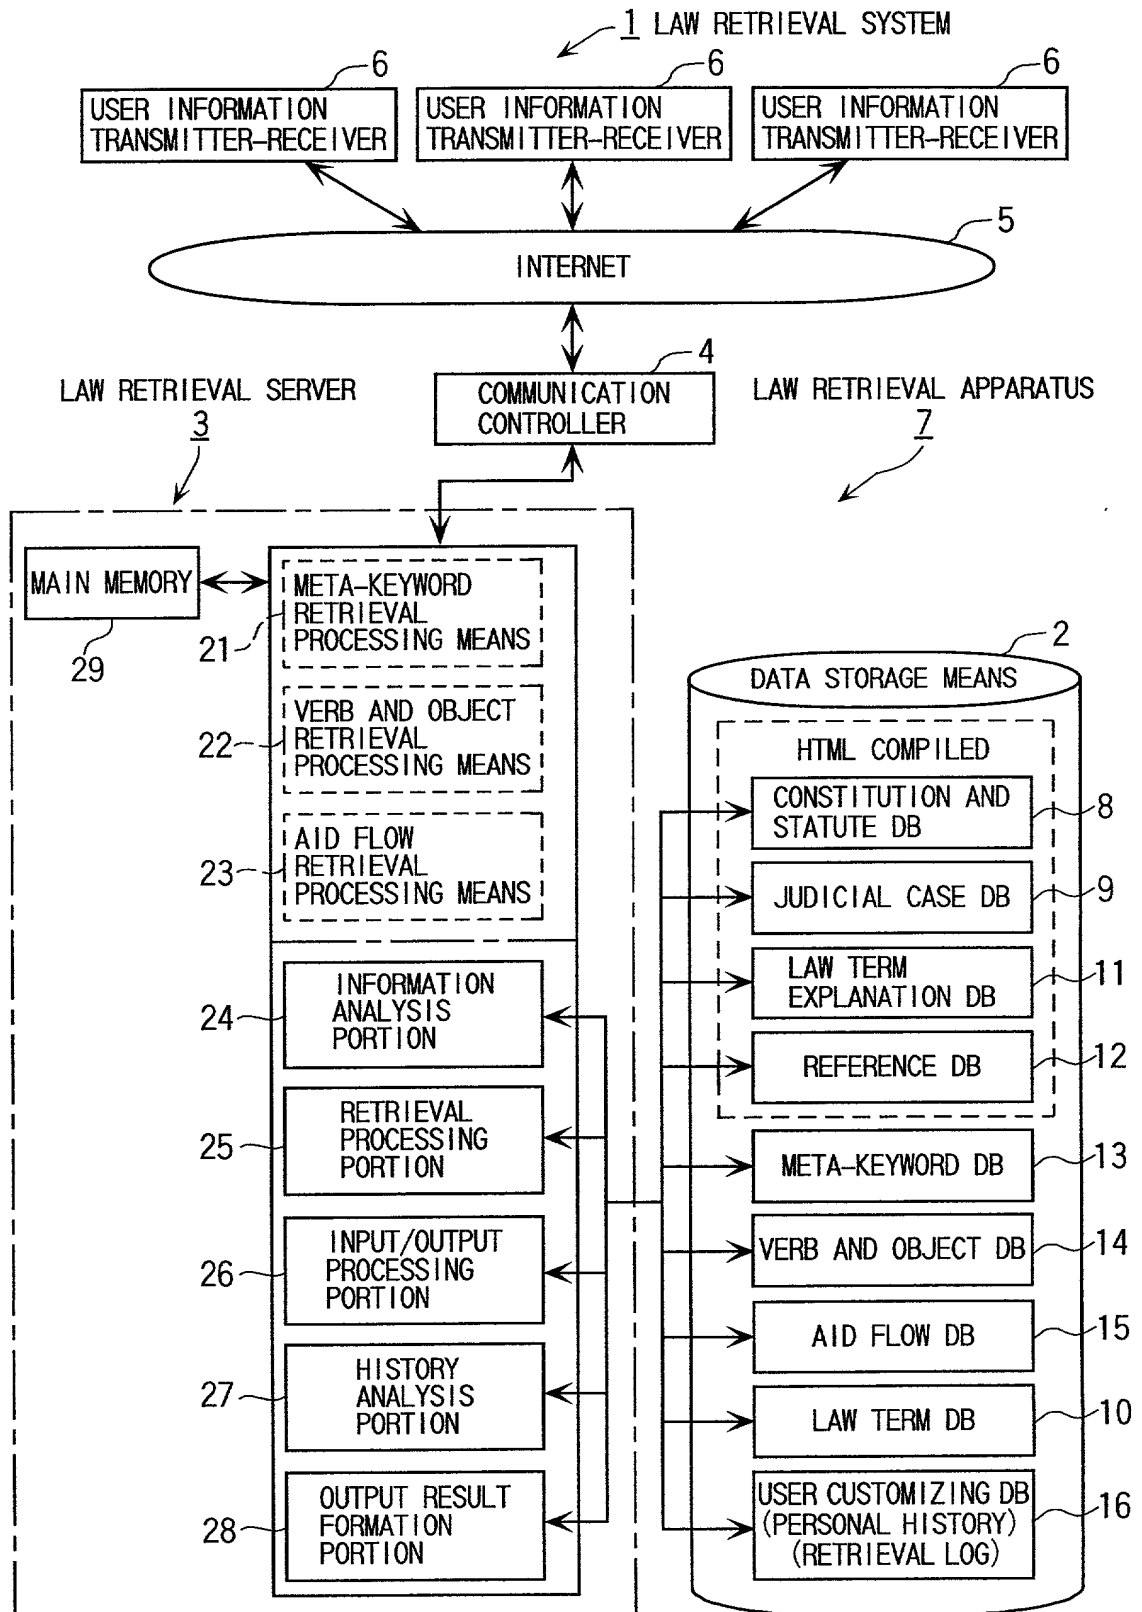 1 LAW RETRIEVAL SYSTEM
6
6
6
USER INFORMATION
TRANSMITTER-RECEIVER
USER INFORMATION
TRANSMITTER-RECEIVER
USER INFORMATION
TRANSMITTER-RECEIVER
5
INTERNET
4
COMMUNICATION
CONTROLLER
LAW RETRIEVAL SERVER
3
LAW RETRIEVAL APPARATUS
7
MAIN MEMORY
29
META-KEYWORD
RETRIEVAL
PROCESSING MEANS
21
VERB AND OBJECT
RETRIEVAL
PROCESSING MEANS
22
AID FLOW
RETRIEVAL
PROCESSING MEANS
23
INFORMATION
ANALYSIS
PORTION
24
RETRIEVAL
PROCESSING
PORTION
25
INPUT/OUTPUT
PROCESSING
PORTION
26
HISTORY
ANALYSIS
PORTION
27
OUTPUT RESULT
FORMATION
PORTION
28
2
DATA STORAGE MEANS
HTML COMPILED
CONSTITUTION AND
STATUTE DB
8
JUDICIAL CASE DB
9
LAW TERM
EXPLANATION DB
11
REFERENCE DB
12
META-KEYWORD DB
13
VERB AND OBJECT DB
14
AID FLOW DB
15
LAW TERM DB
10
USER CUSTOMIZING DB
(PERSONAL HISTORY)
(RETRIEVAL LOG)
16